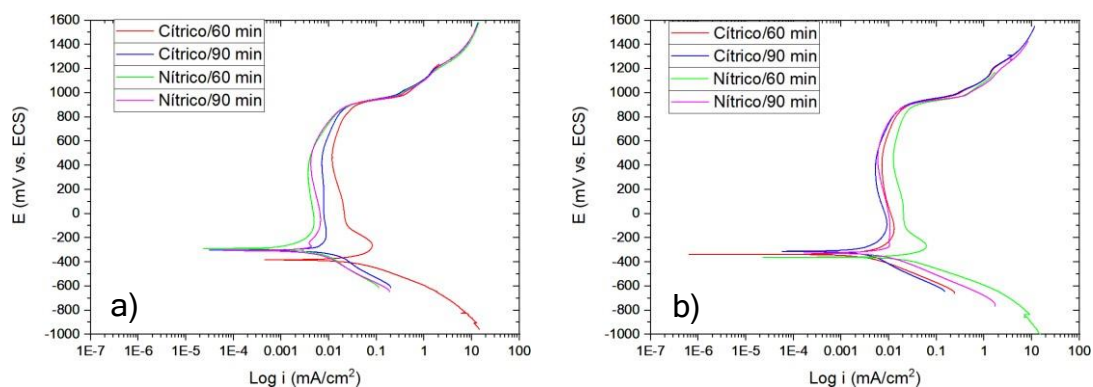 1600
1400
1200
1000
800
600
400
200
0
-200
-400
-600
-800
-1000
E (mV vs. ECS)
Cítrico/60 min
Cítrico/90 min
Nítrico/60 min
Nítrico/90 min
a)
1E-7 1E-6 1E-5 1E-4 0.001 0.01 0.1 1 10 100
Log i (mA/cm²)
1600
1400
1200
1000
800
600
400
200
0
-200
-400
-600
-800
-1000
E (mV vs. ECS)
Cítrico/60 min
Cítrico/90 min
Nítrico/60 min
Nítrico/90 min
b)
1E-7 1E-6 1E-5 1E-4 0.001 0.01 0.1 1 10 100
Log i (mA/cm²)